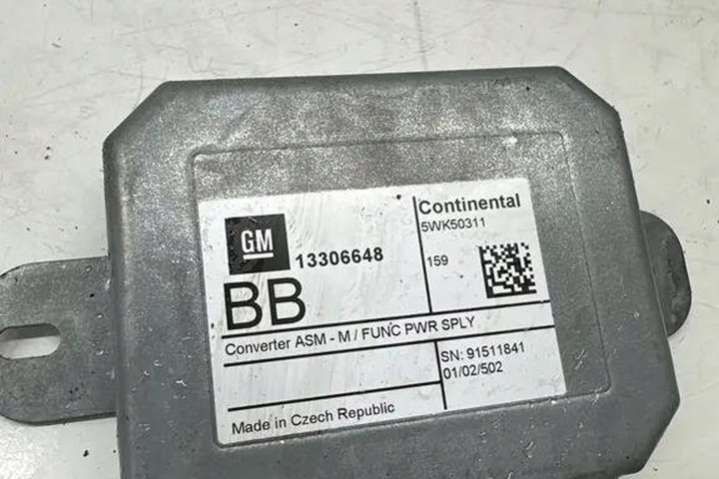 GM
13306648
BB
Converter ASM - M / FUNC PWR SPLY
Continental
5WK50311
159
SN: 91511841
01/02/502
Made in Czech Republic